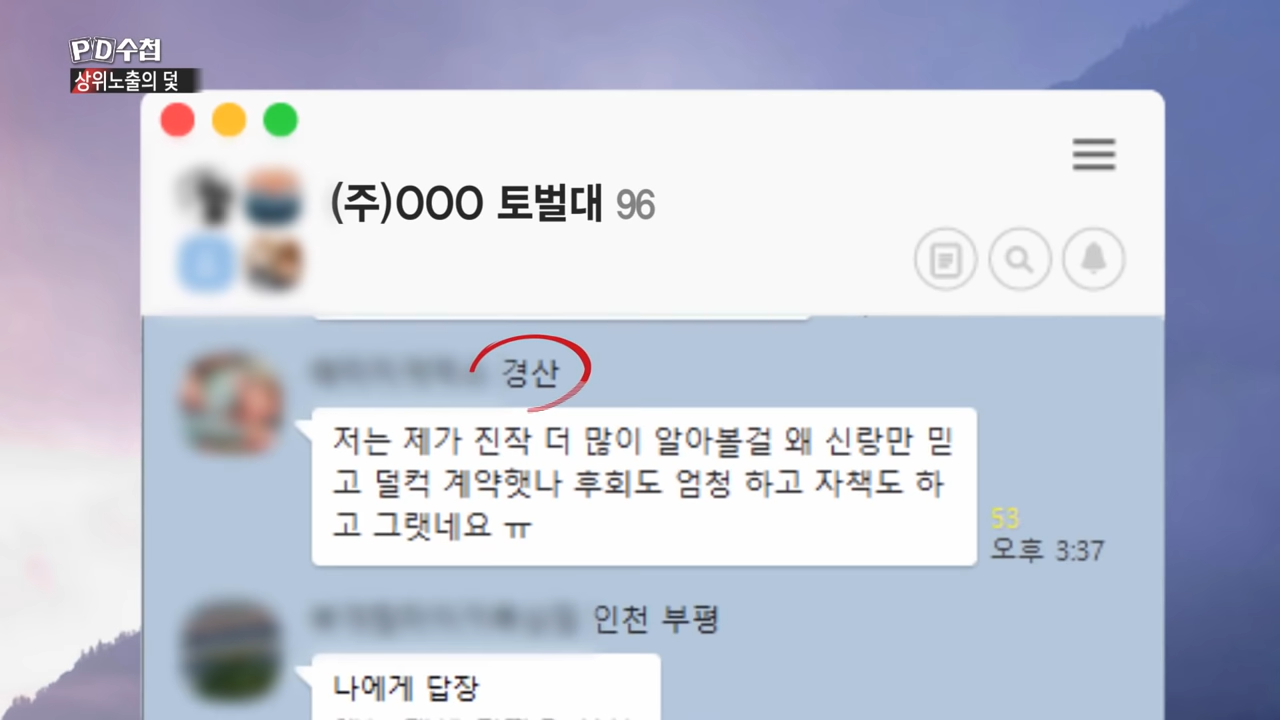 PD수첩
상위노출의 덫
(주)OOO 토벌대 96
경산
저는 제가 진작 더 많이 알아볼걸 왜 신랑만 믿
고 덜컥 계약햇나 후회도 엄청 하고 자책도 하
고 그랫네요 ㅠ
53
오후 3:37
인천 부평
나에게 답장